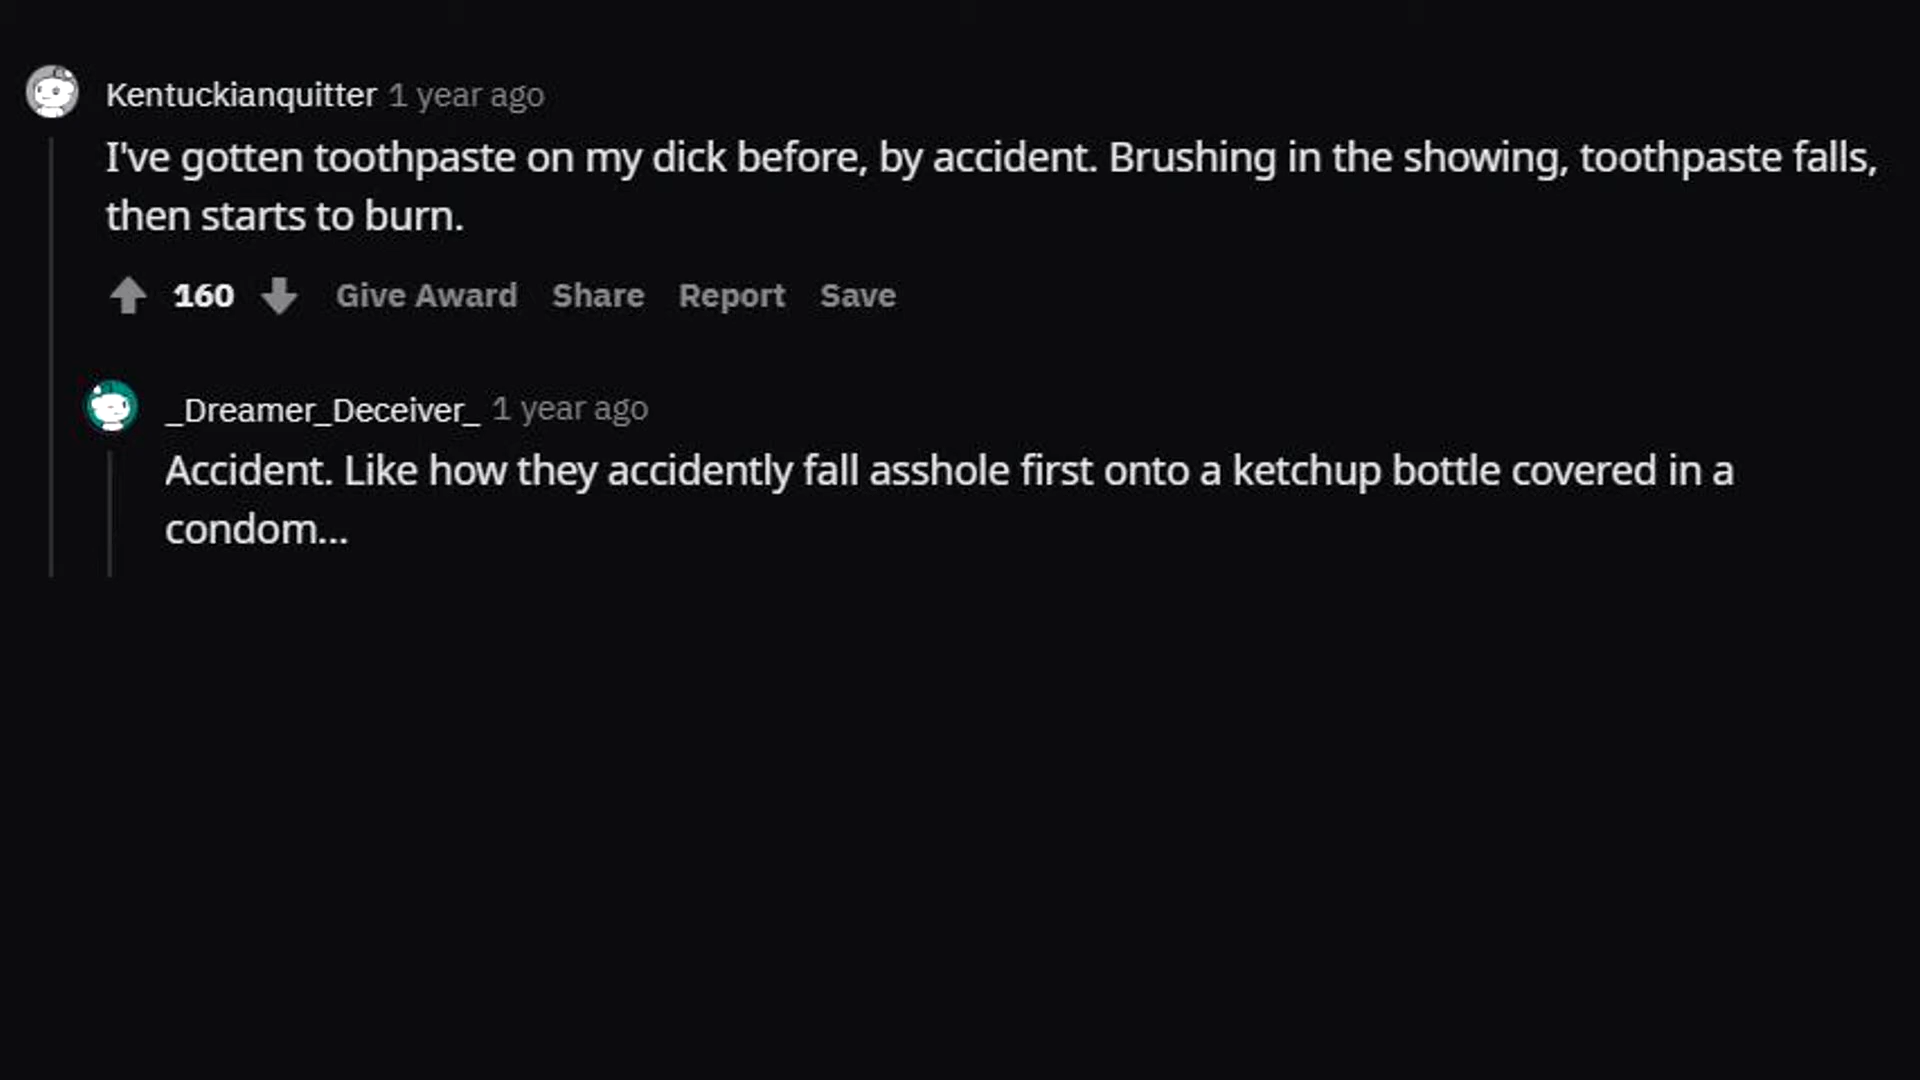 Kentuckianquitter 1 year ago
I've gotten toothpaste on my dick before, by accident. Brushing in the showing, toothpaste falls,
then starts to burn.
160 Give Award Share Report Save
_Dreamer_Deceiver_ 1 year ago
Accident. Like how they accidently fall asshole first onto a ketchup bottle covered in a
condom...